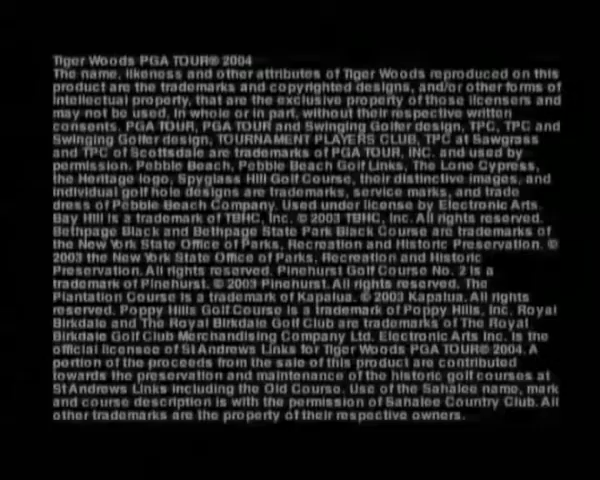 Tiger Woods PGA TOUR® 2004
The name, likeness and other attributes of Tiger Woods reproduced on this
product are the trademarks and copyrighted designs, and/or other forms of
intellectual property, that are the exclusive property of those licensers and
may not be used, in whole or in part, without their respective written
consents. PGA TOUR, PGA TOUR and Swinging Golfer design, TPC, TPC and
Swinging Golfer design, TOURNAMENT PLAYERS CLUB, TPC at Sawgrass
and TPC of Scottsdale are trademarks of PGA TOUR, INC. and used by
permission. Pebble Beach, Pebble Beach Golf Links, The Lone Cypress,
the Heritage logo, Spyglass Hill Golf Course, their distinctive images, and
individual golf hole designs are trademarks, service marks, and trade
dress of Pebble Beach Company. Used under license by Electronic Arts.
Bay Hill is a trademark of TBHC, Inc. © 2003 TBHC, Inc. All rights reserved.
Bethpage Black and Bethpage State Park Black Course are trademarks of
the New York State Office of Parks, Recreation and Historic Preservation. ©
2003 the New York State Office of Parks, Recreation and Historic
Preservation. All rights reserved. Pinehurst Golf Course No. 2 is a
trademark of Pinehurst. © 2003 Pinehurst. All rights reserved. The
Plantation Course is a trademark of Kapalua. © 2003 Kapalua. All rights
reserved. Poppy Hills Golf Course is a trademark of Poppy Hills, Inc. Royal
Birkdale and The Royal Birkdale Golf Club are trademarks of The Royal
Birkdale Golf Club Merchandising Company Ltd. Electronic Arts Inc. is the
official licensee of St Andrews Links for Tiger Woods PGA TOUR® 2004. A
portion of the proceeds from the sale of this product are contributed
towards the preservation and maintenance of the historic golf courses at
St Andrews Links including the Old Course. Use of the Sahalee name, mark
and course description is with the permission of Sahalee Country Club. All
other trademarks are the property of their respective owners.